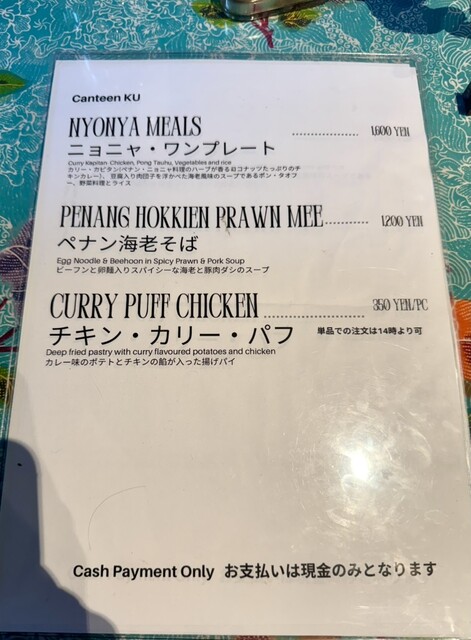 Canteen KU
NYONYA MEALS .................. 1,600 YEN
ニョニャ・ワンプレート
Curry Kapitan Chicken, Pong Tauhu, Vegetables and rice
カリー・カピタン(ペナン・ニョニャ料理のハーブが香るココナッツたっぷりのチ
キンカレー)、豆腐入り肉団子を浮かべた海老風味のスープであるポン・タオフ
ー、野菜料理とライス
PENANG HOKKIEN PRAWN MEE ............ 1,200 YEN
ペナン海老そば
Egg Noodle & Beehoon in Spicy Prawn & Pork Soup
ビーフンと卵麺入りスパイシーな海老と豚肉ダシのスープ
CURRY PUFF CHICKEN .................. 350 YEN/PC
チキン・カリー・パフ 単品での注文は14時より可
Deep fried pastry with curry flavoured potatoes and chicken
カレー味のポテトとチキンの餡が入った揚げパイ
Cash Payment Only お支払いは現金のみとなります